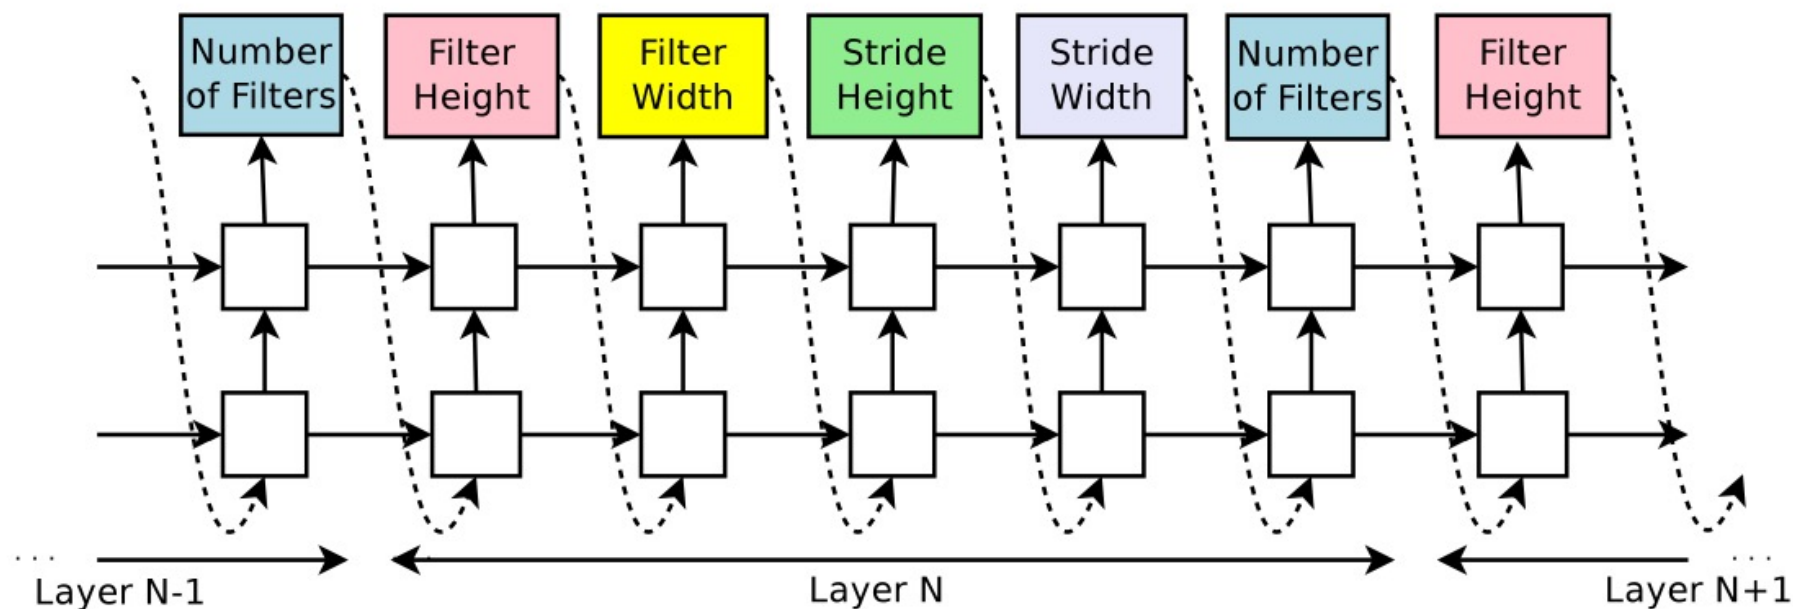 Number
of Filters
Filter
Height
Filter
Width
Stride
Height
Stride
Width
Number
of Filters
Filter
Height
. . .
Layer N-1
Layer N
. . .
Layer N+1